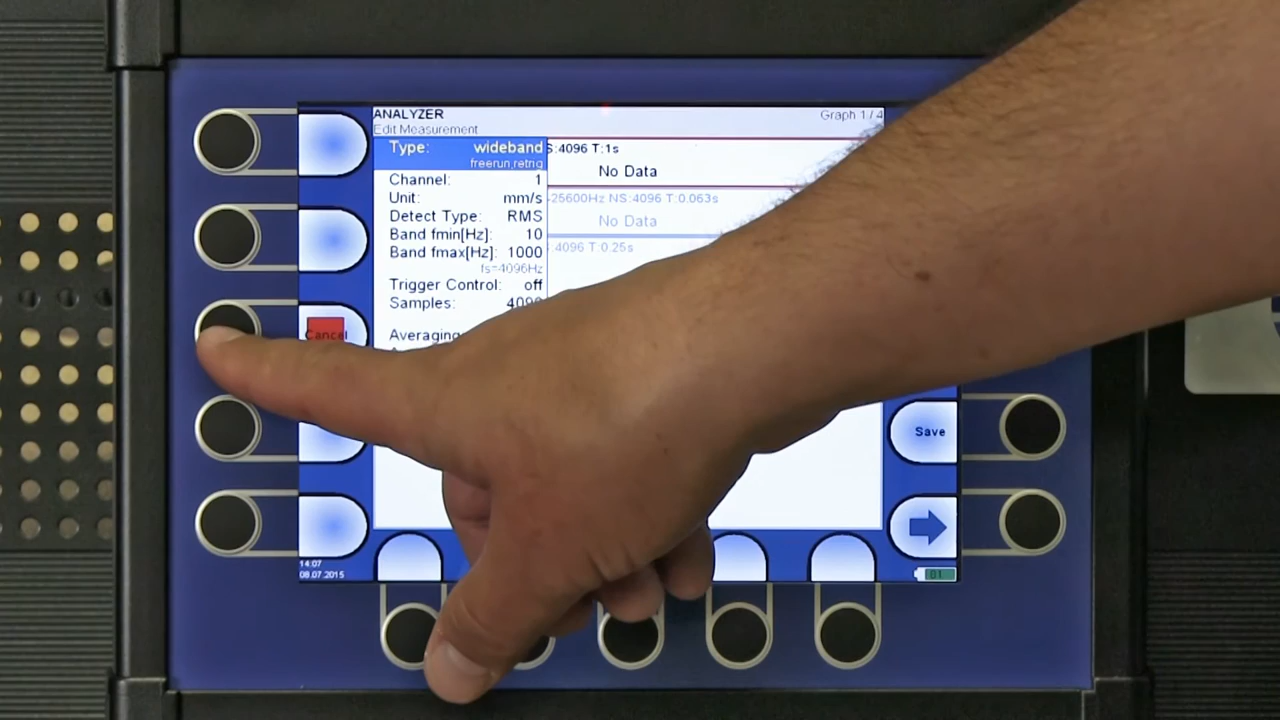 ANALYZER
Graph 1 / 4
Edit Measurement
Type: wideband
freerun,retrig
S:4096 T:1s
No Data
Channel: 1
Unit: mm/s
25600Hz NS:4096 T:0.063s
Detect Type: RMS
No Data
Band fmin[Hz]: 10
:4096 T:0.25s
Band fmax[Hz]: 1000
fs=4096Hz
Trigger Control: off
Samples:
Averaging
Cancel
Save
14:07
08.07.2015